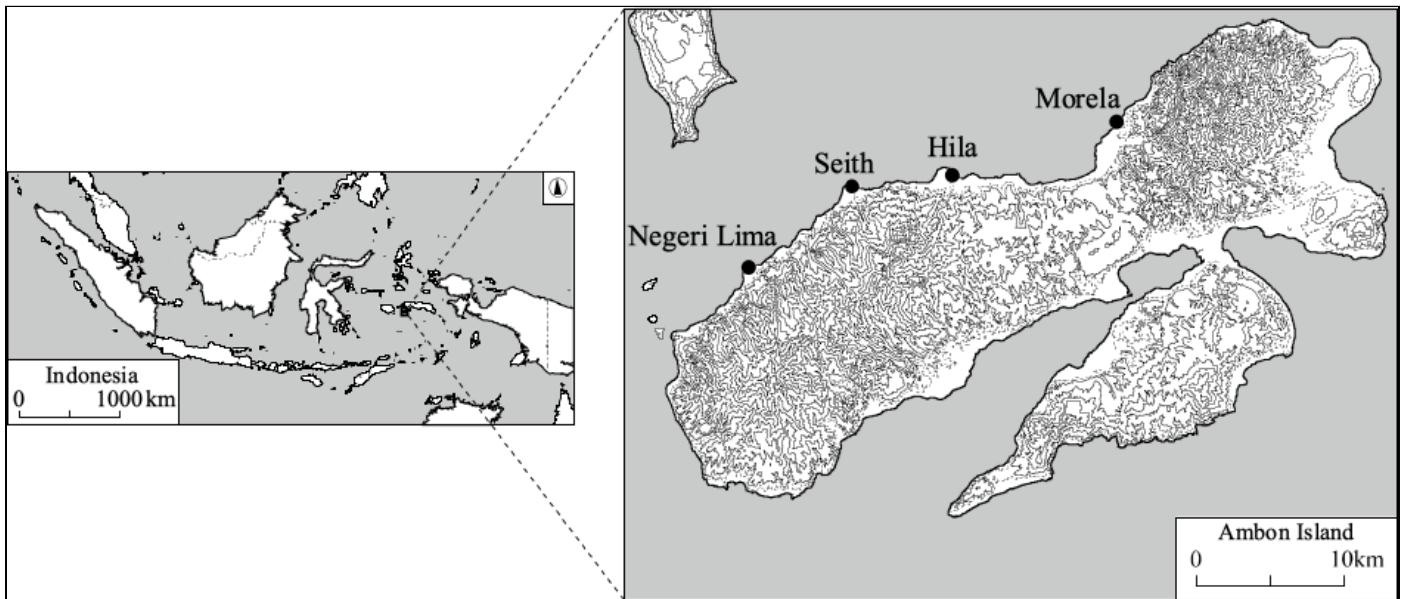 Morela
Hila
Seith
Negeri Lima
Indonesia
0 1000 km
Ambon Island
0 10km